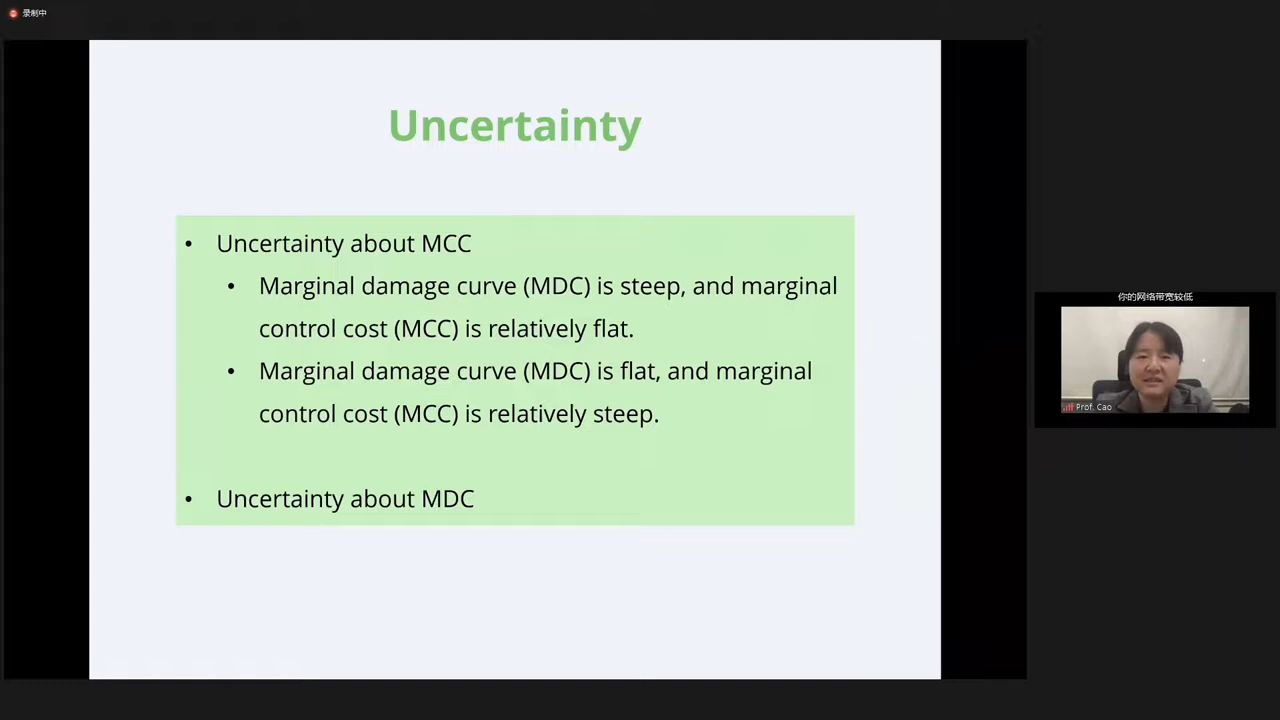 录制中
Uncertainty
• Uncertainty about MCC
• Marginal damage curve (MDC) is steep, and marginal
control cost (MCC) is relatively flat.
• Marginal damage curve (MDC) is flat, and marginal
control cost (MCC) is relatively steep.
• Uncertainty about MDC
你的网络带宽较低
Prof. Cao